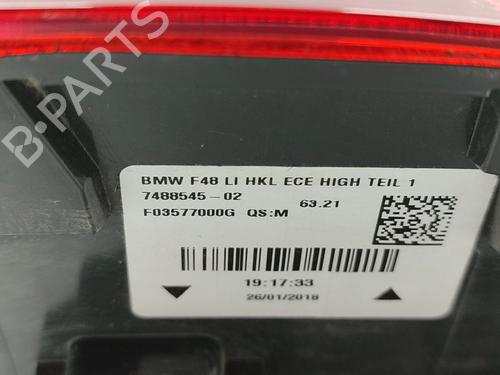 BMW F48 LI HKL ECE HIGH TEIL 1
7488545-02 63.21
F03577000G QS:M
19:17:33
26/01/2018
B-PARTS